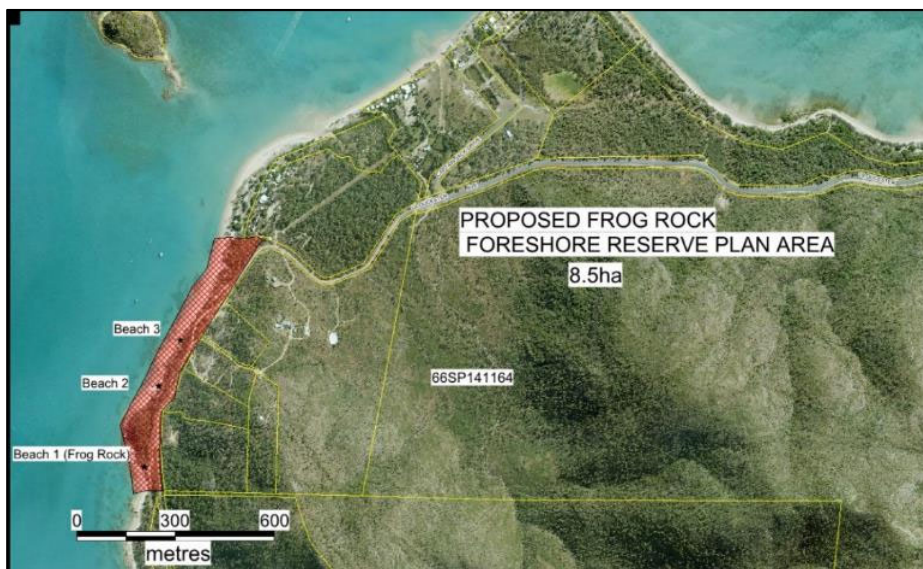 PROPOSED FROG ROCK
FORESHORE RESERVE PLAN AREA
8.5ha
Beach 3
66SP141164
Beach 2
Beach 1 (Frog Rock)
0 300 600
metres